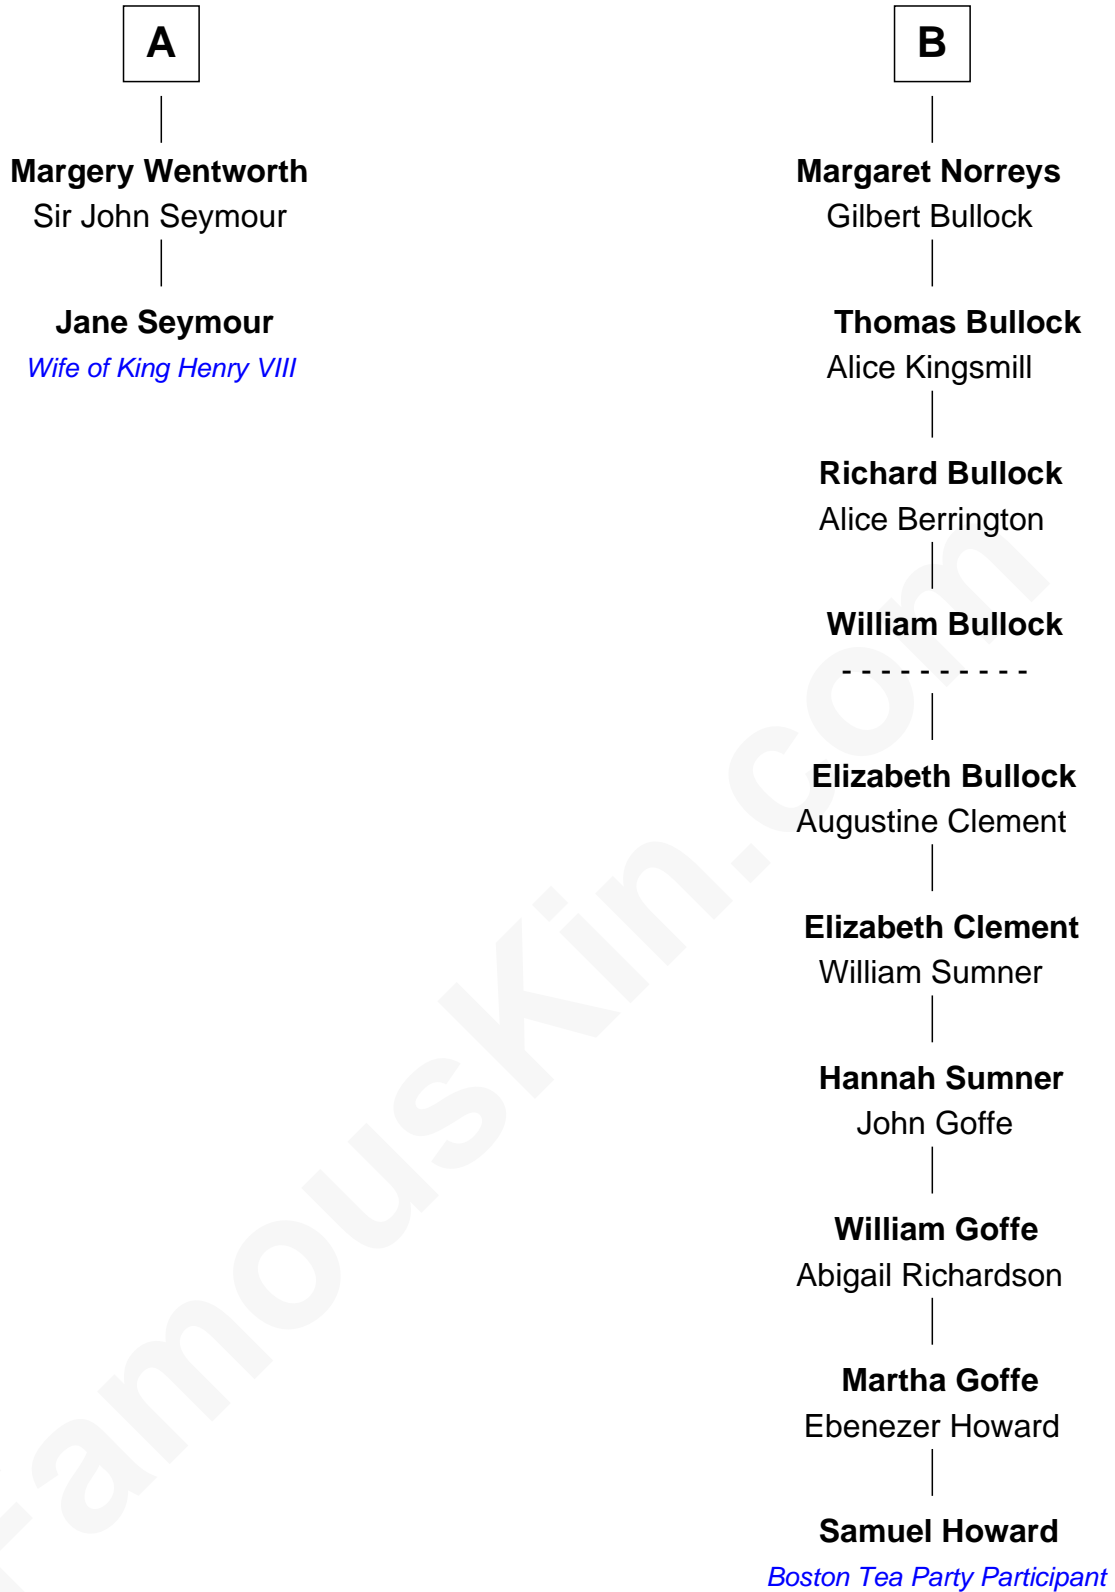 A
Margery Wentworth
Sir John Seymour
Jane Seymour
Wife of King Henry VIII
B
Margaret Norreys
Gilbert Bullock
Thomas Bullock
Alice Kingsmill
Richard Bullock
Alice Berrington
William Bullock
- - - - - - - - - -
Elizabeth Bullock
Augustine Clement
Elizabeth Clement
William Sumner
Hannah Sumner
John Goffe
William Goffe
Abigail Richardson
Martha Goffe
Ebenezer Howard
Samuel Howard
Boston Tea Party Participant
FamousKin.com